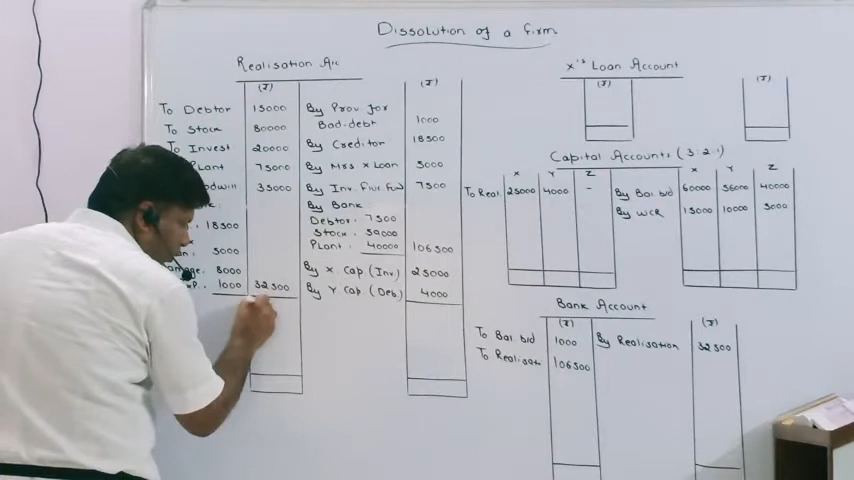 Dissolution of a firm
Realisation A/c
(₹) (₹)
To Debtor 15000 By Prov for
Bad-debt 1000
To Stock 80000
To Invest 20000 By Creditor 18500
Plant 75000 By Mrs x Loan 5000
35000 By Inv. Fluc Fund 7500
By Bank
18500 Debtor: 7500
Stock:
5000 Plant: 40000 106500
8000 By X. Cap (Inv) 25000
1000 32500 By Y Cap (Deb.) 4000
X's Loan Account
(₹) (₹)
Capital Accounts (3:2:1)
X Y Z X Y Z
To Real. 25000 4000 - By Bal. b/d 60000 56000 40000
By WCR 15000 10000 5000
Bank Account
(₹) (₹)
To Bal. b/d 1000 By Realisation 32500
To Realisat 106500